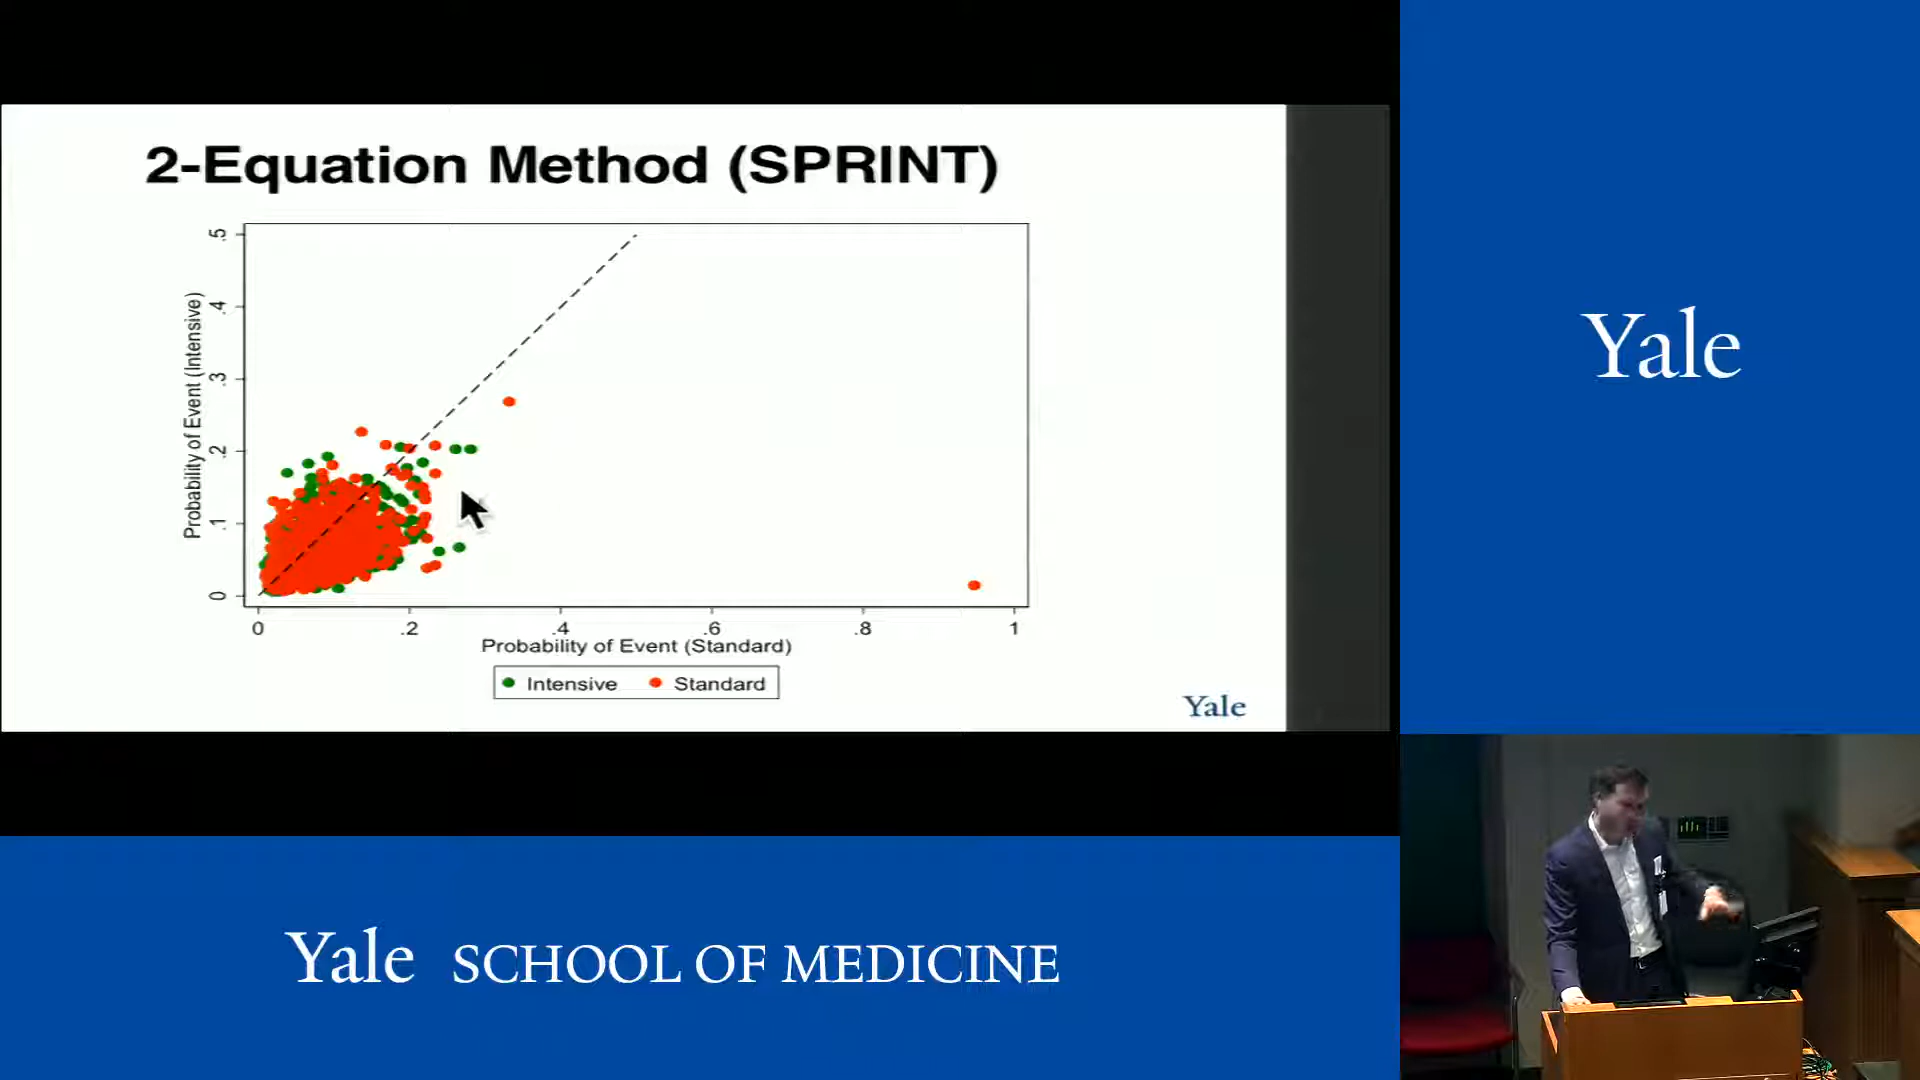 2-Equation Method (SPRINT)
Probability of Event (Intensive)
.5
.4
.3
.2
.1
0
0 .2 .4 .6 .8 1
Probability of Event (Standard)
Intensive Standard
Yale
Yale
Yale SCHOOL OF MEDICINE